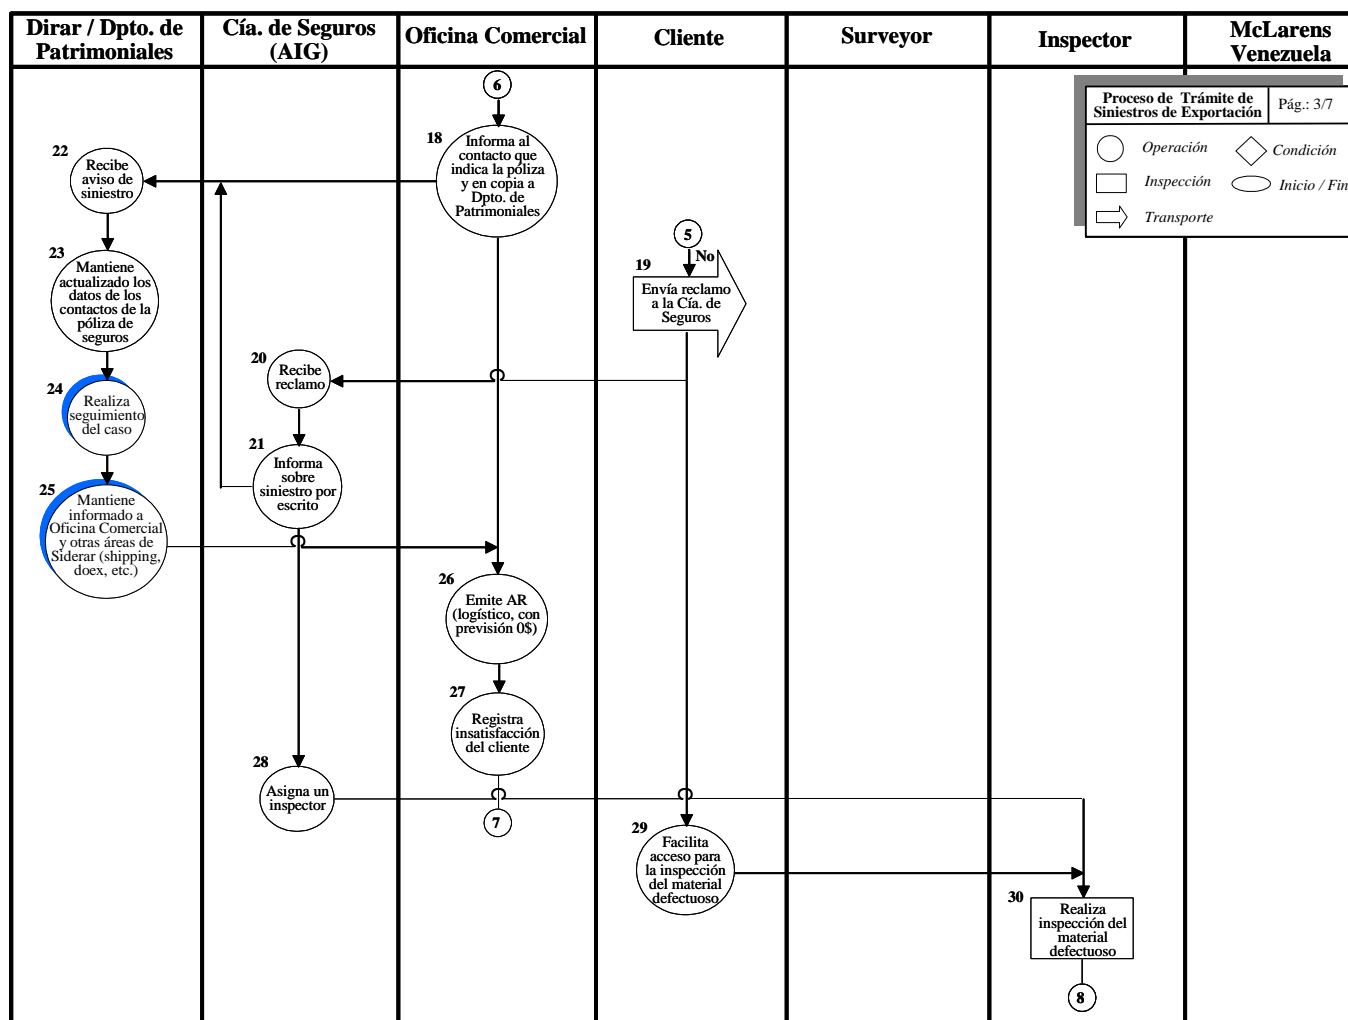 Dirar / Dpto. de
Patrimoniales
Cía. de Seguros
(AIG)
Oficina Comercial
Cliente
Surveyor
Inspector
McLarens
Venezuela
Proceso de Trámite de
Siniestros de Exportación
Pág.: 3/7
Operación
Condición
Inspección
Inicio / Fin
Transporte
6
18
Informa al
contacto que
indica la póliza
y en copia a
Dpto. de
Patrimoniales
22
Recibe
aviso de
siniestro
5
No
19
Envía reclamo
a la Cía. de
Seguros
23
Mantiene
actualizado los
datos de los
contactos de la
póliza de
seguros
20
Recibe
reclamo
24
Realiza
seguimiento
del caso
21
Informa
sobre
siniestro por
escrito
25
Mantiene
informado a
Oficina Comercial
y otras áreas de
Siderar (shipping,
doex, etc.)
26
Emite AR
(logístico, con
previsión 0$)
27
Registra
insatisfacción
del cliente
28
Asigna un
inspector
7
29
Facilita
acceso para
la inspección
del material
defectuoso
30
Realiza
inspección del
material
defectuoso
8